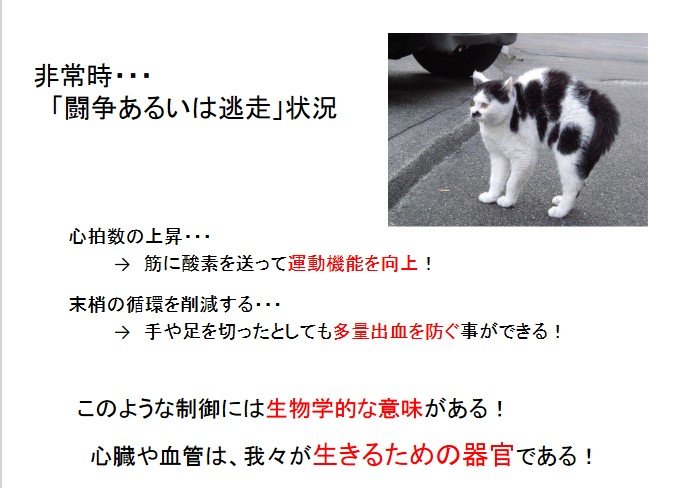 非常時・・・
「闘争あるいは逃走」状況
心拍数の上昇・・・
→ 筋に酸素を送って運動機能を向上！
末梢の循環を削減する・・・
→ 手や足を切ったとしても多量出血を防ぐ事ができる！
このような制御には生物学的な意味がある！
心臓や血管は、我々が生きるための器官である！